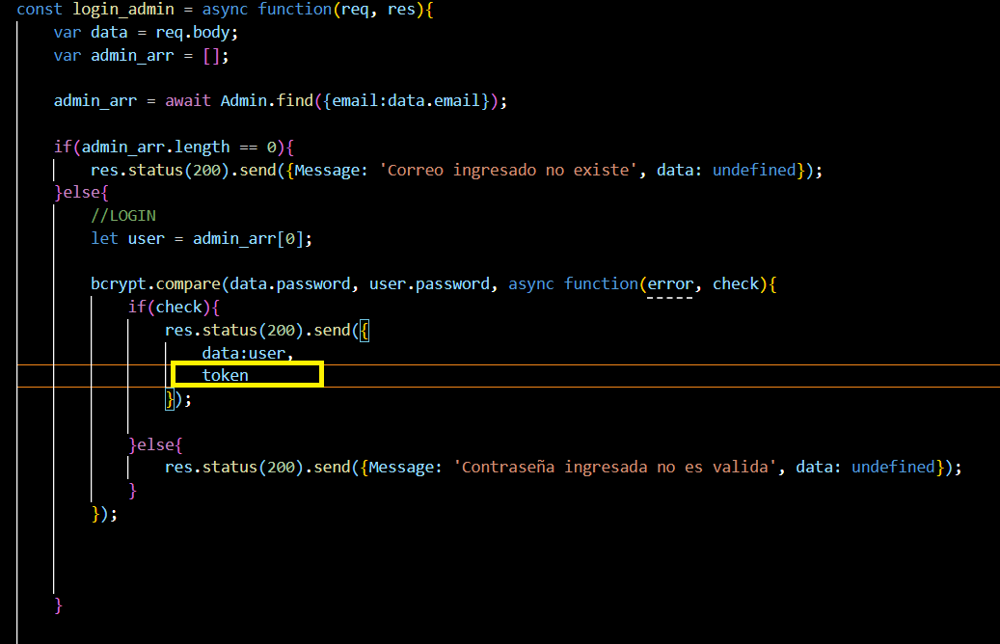 const login_admin = async function(req, res){
var data = req.body;
var admin_arr = [];
admin_arr = await Admin.find({email:data.email});
if(admin_arr.length == 0){
res.status(200).send({Message: 'Correo ingresado no existe', data: undefined});
}else{
//LOGIN
let user = admin_arr[0];
bcrypt.compare(data.password, user.password, async function(error, check){
if(check){
res.status(200).send({
data:user,
token
});
}else{
res.status(200).send({Message: 'Contraseña ingresada no es valida', data: undefined});
}
});
}